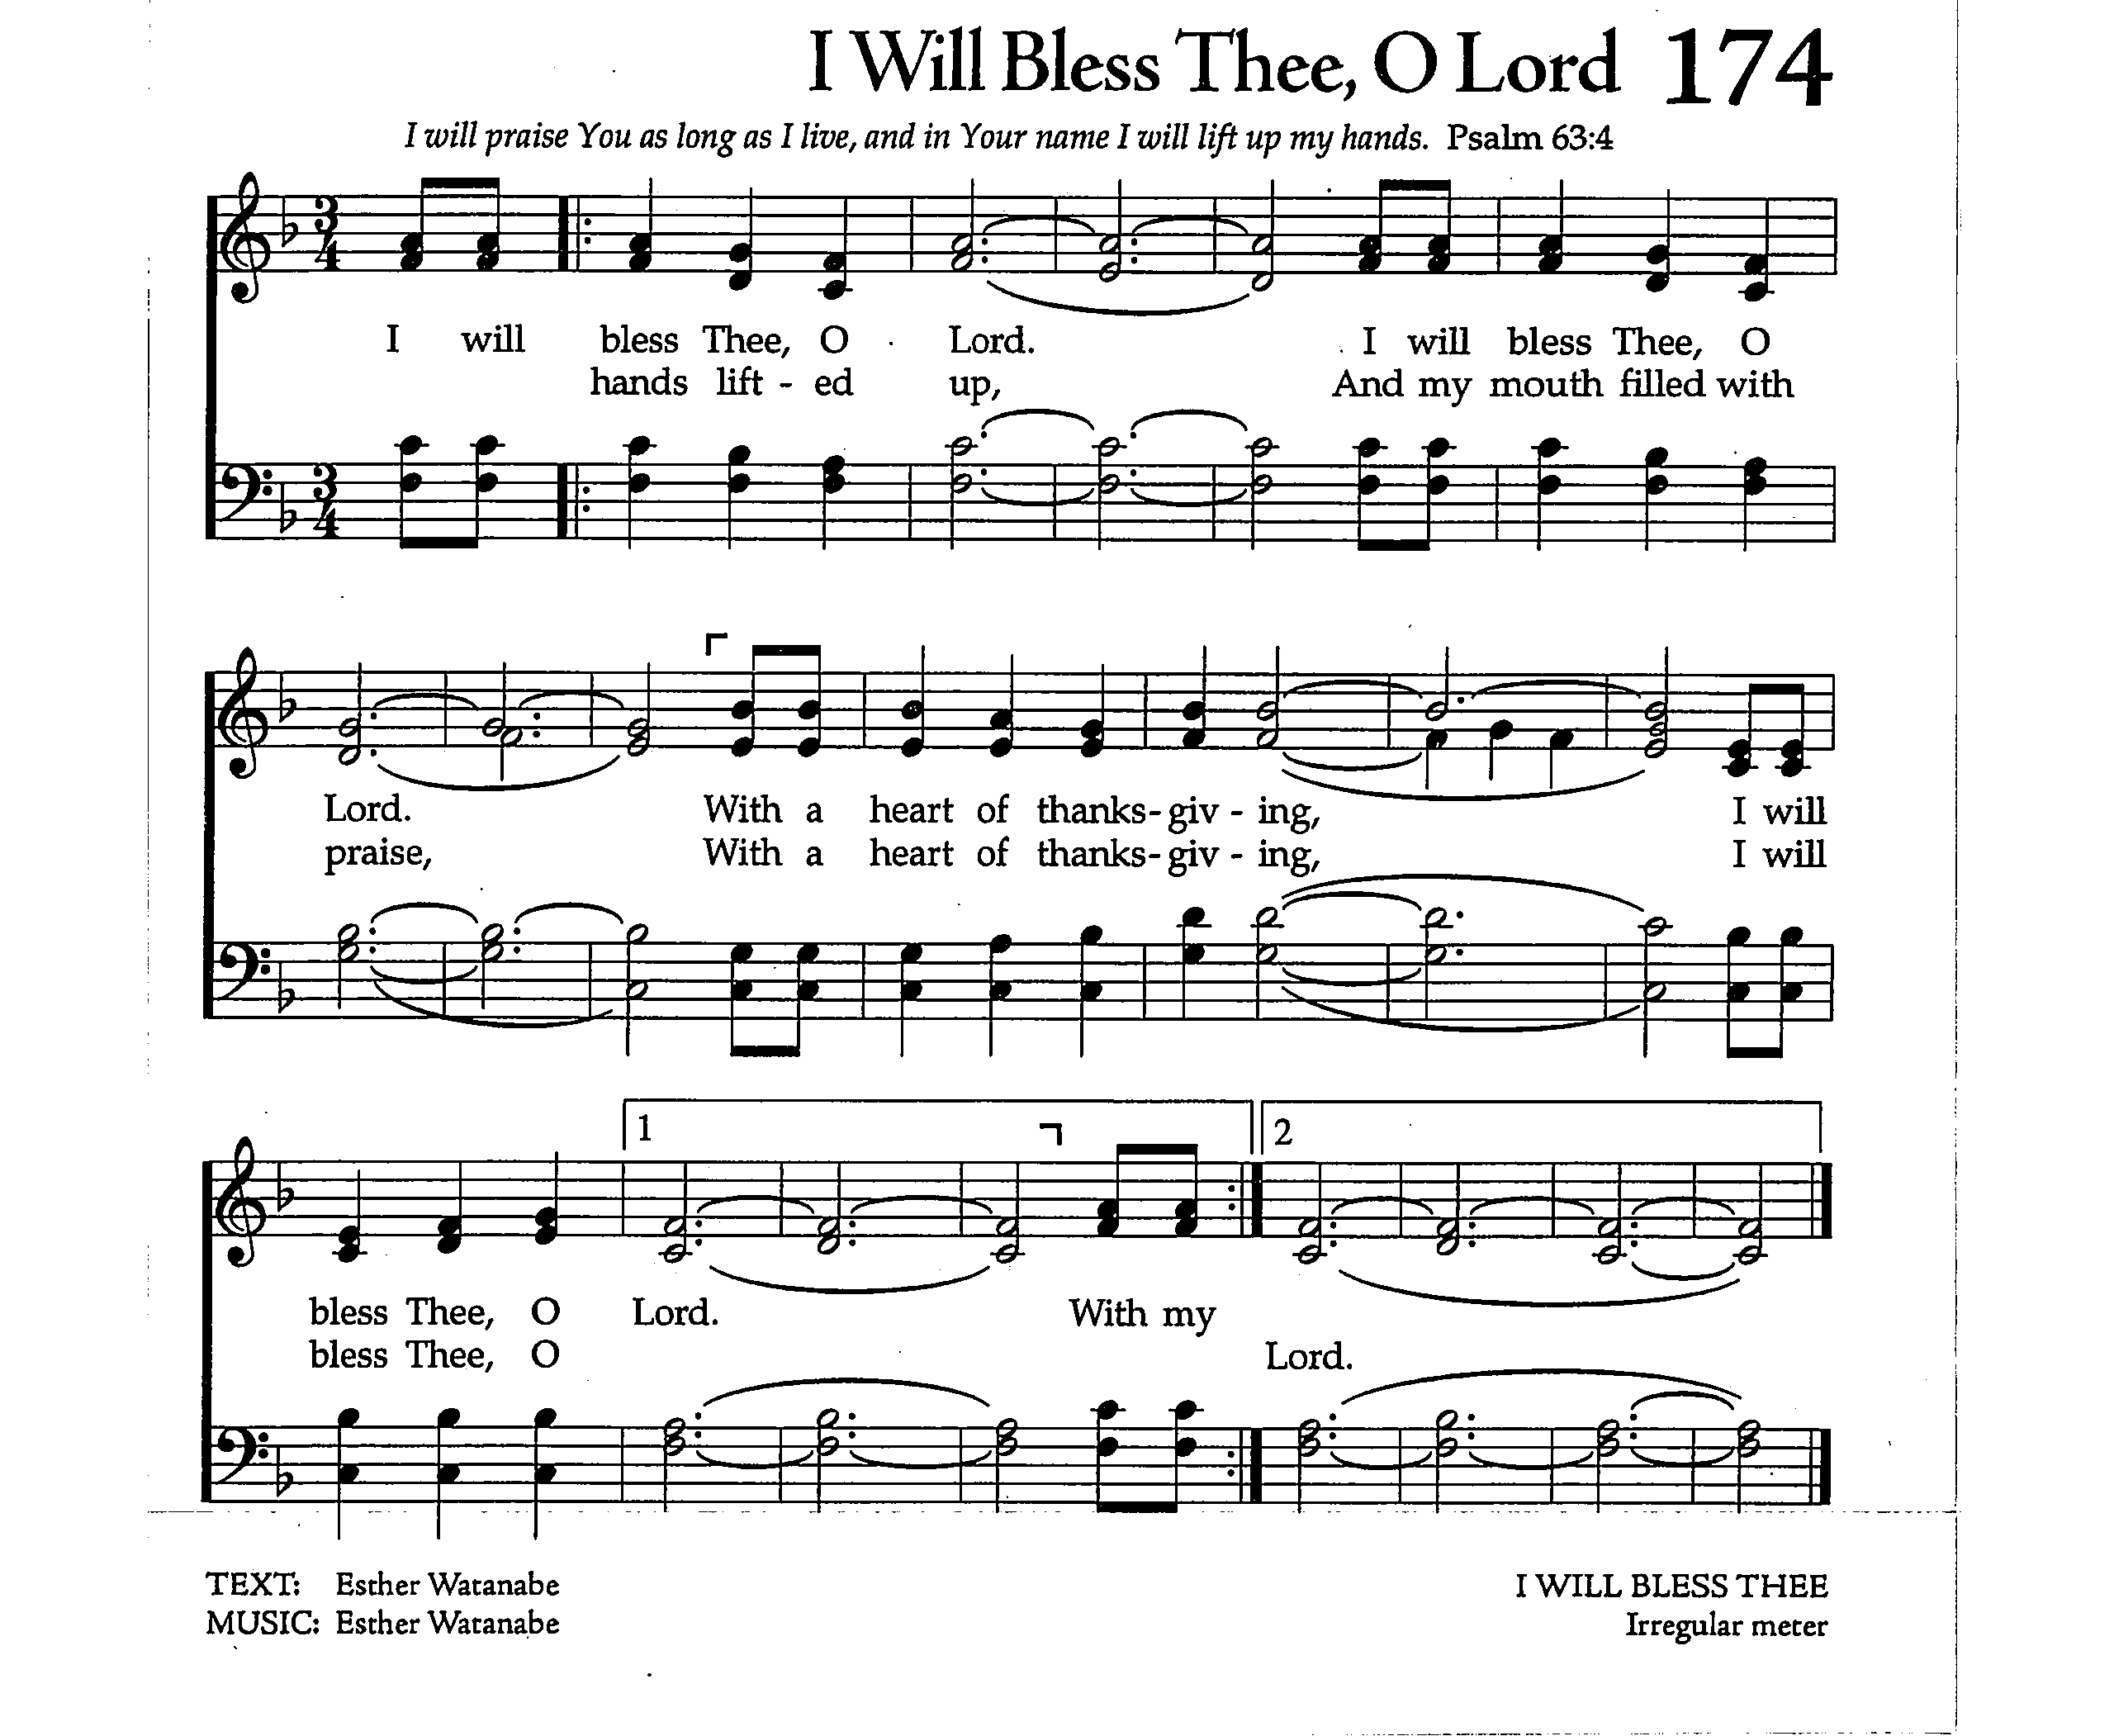 I Will Bless Thee, O Lord 174
I will praise You as long as I live, and in Your name I will lift up my hands. Psalm 63:4
3
4
I will bless Thee, O Lord. I will bless Thee, O
hands lift - ed up, And my mouth filled with
3
4
Lord. With a heart of thanks- giv - ing, I will
praise, With a heart of thanks- giv - ing, I will
1 2
bless Thee, O Lord. With my
bless Thee, O Lord.
TEXT: Esther Watanabe I WILL BLESS THEE
MUSIC: Esther Watanabe Irregular meter